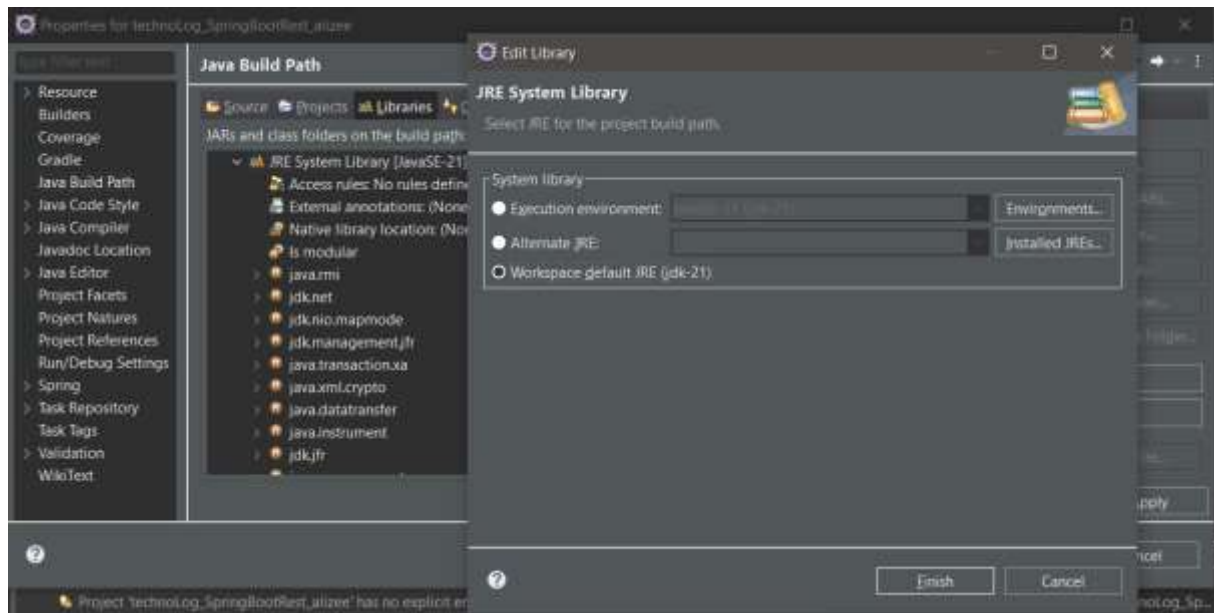 Properties for technoLog_SpringBootRest_alizee
Java Build Path
Resource
Builders
Coverage
Gradle
Java Build Path
Java Code Style
Java Compiler
Javadoc Location
Java Editor
Project Facets
Project Natures
Project References
Run/Debug Settings
Spring
Task Repository
Task Tags
Validation
WikiText
Source Projects Libraries
JARs and class folders on the build path:
JRE System Library [JavaSE-21]
Access rules: No rules define
External annotations: (None
Native library location: (No
Is modular
java.rmi
jdk.net
jdk.nio.mapmode
jdk.management.jfr
java.transaction.xa
java.xml.crypto
java.datatransfer
java.instrument
jdk.jfr
Edit Library
JRE System Library
Select JRE for the project build path.
System library
Execution environment: Environments...
Alternate JRE: Installed JREs...
Workspace default JRE (jdk-21)
Finish Cancel
Project 'technoLog_SpringBootRest_alizee' has no explicit